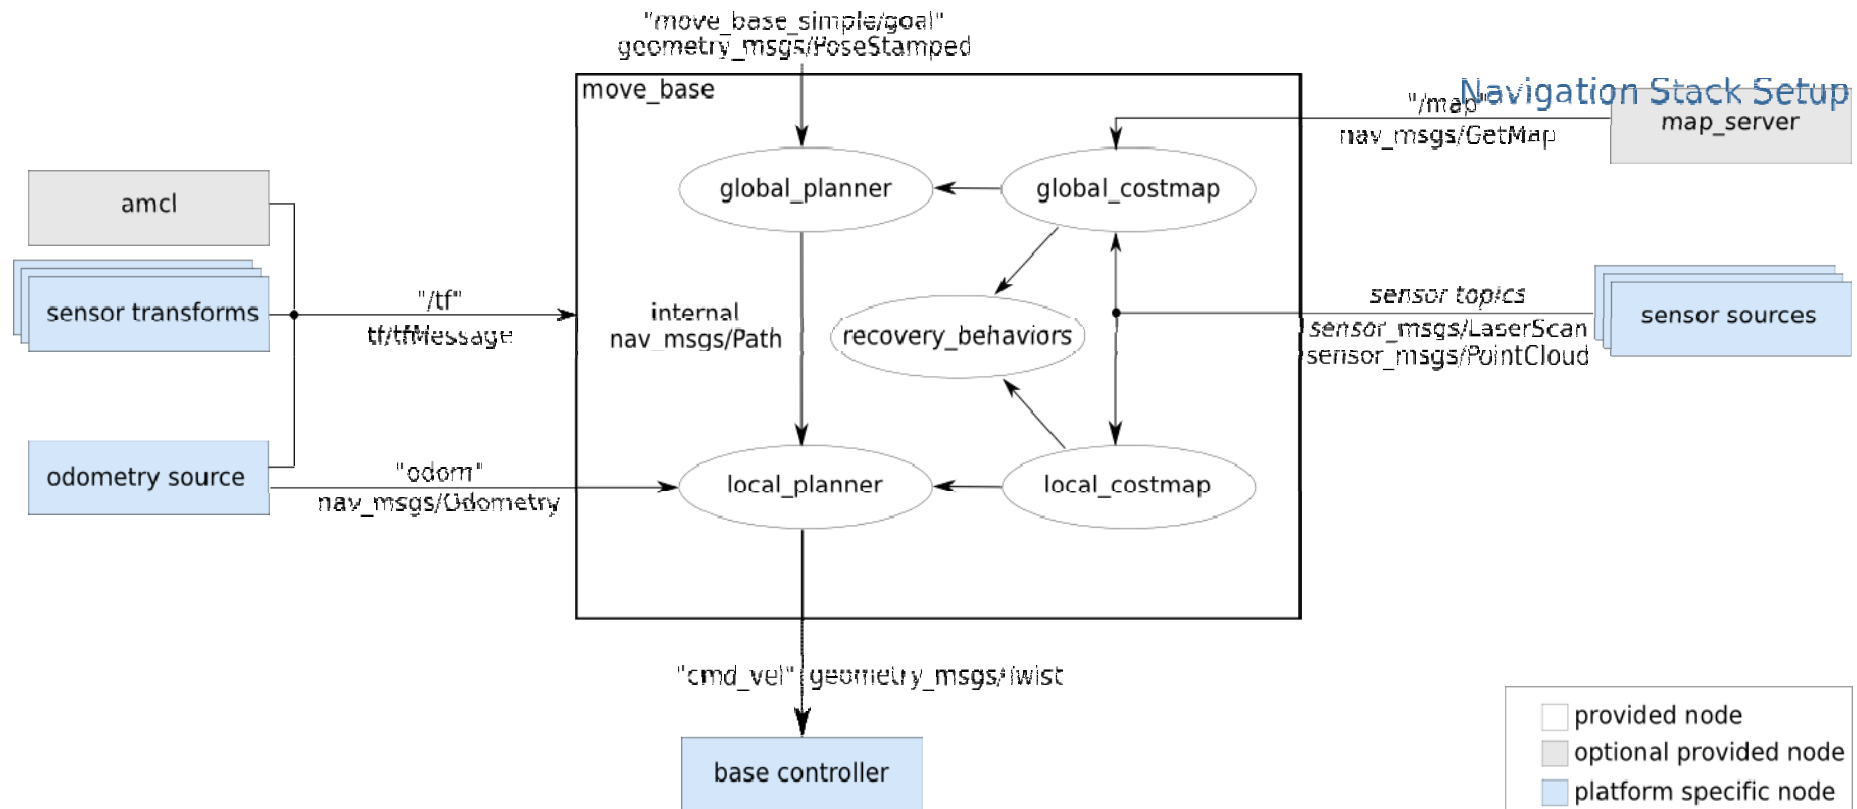 "move_base_simple/goal"
geometry_msgs/PoseStamped
Navigation Stack Setup
move_base
"/map"
nav_msgs/GetMap
map_server
amcl
global_planner
global_costmap
sensor transforms
"/tf"
tf/tfMessage
internal
nav_msgs/Path
recovery_behaviors
sensor topics
sensor_msgs/LaserScan
sensor_msgs/PointCloud
sensor sources
odometry source
"odom"
nav_msgs/Odometry
local_planner
local_costmap
"cmd_vel" geometry_msgs/Twist
base controller
provided node
optional provided node
platform specific node